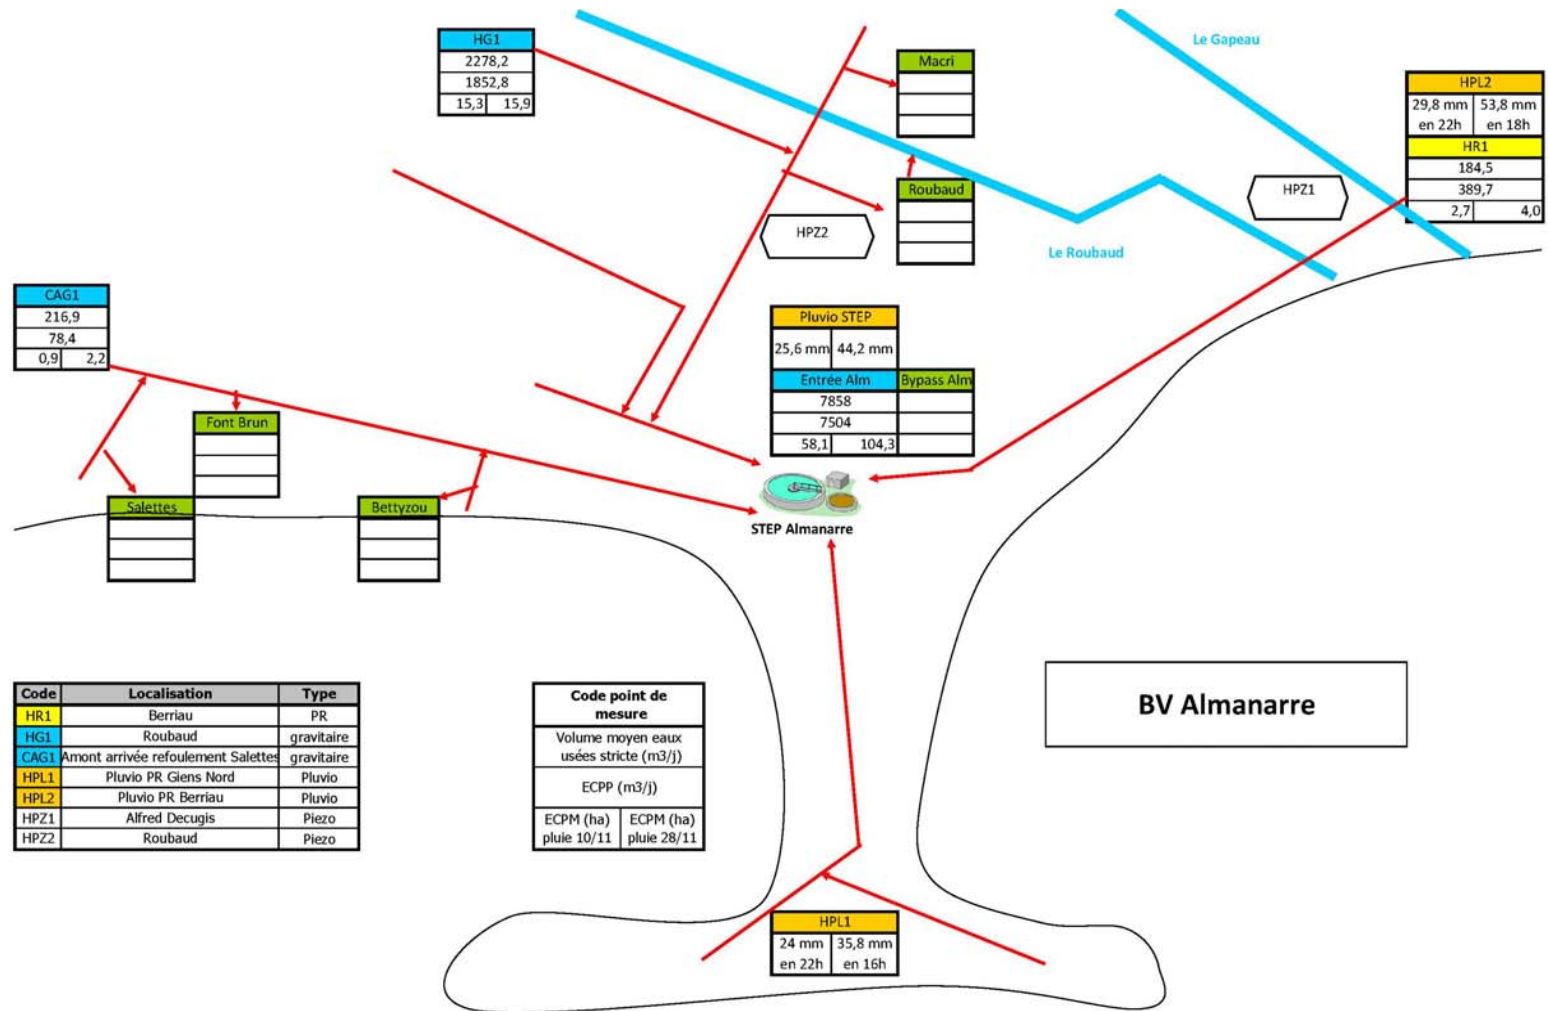 HG1
2278,2
1852,8
15,3 15,9
Macri
Le Gapeau
HPL2
29,8 mm 53,8 mm
en 22h en 18h
HR1
184,5
389,7
2,7 4,0
Roubaud
HPZ1
HPZ2
Le Roubaud
CAG1
216,9
78,4
0,9 2,2
Pluvio STEP
25,6 mm 44,2 mm
Entrée Alm Bypass Alm
7858
7504
58,1 104,3
Font Brun
Salettes
Bettyzou
STEP Almanarre
Code Localisation Type
HR1 Berriau PR
HG1 Roubaud gravitaire
CAG1 Amont arrivée refoulement Salettes gravitaire
HPL1 Pluvio PR Giens Nord Pluvio
HPL2 Pluvio PR Berriau Pluvio
HPZ1 Alfred Decugis Piezo
HPZ2 Roubaud Piezo
Code point de
mesure
Volume moyen eaux
usées stricte (m3/j)
ECPP (m3/j)
ECPM (ha) ECPM (ha)
pluie 10/11 pluie 28/11
BV Almanarre
HPL1
24 mm 35,8 mm
en 22h en 16h